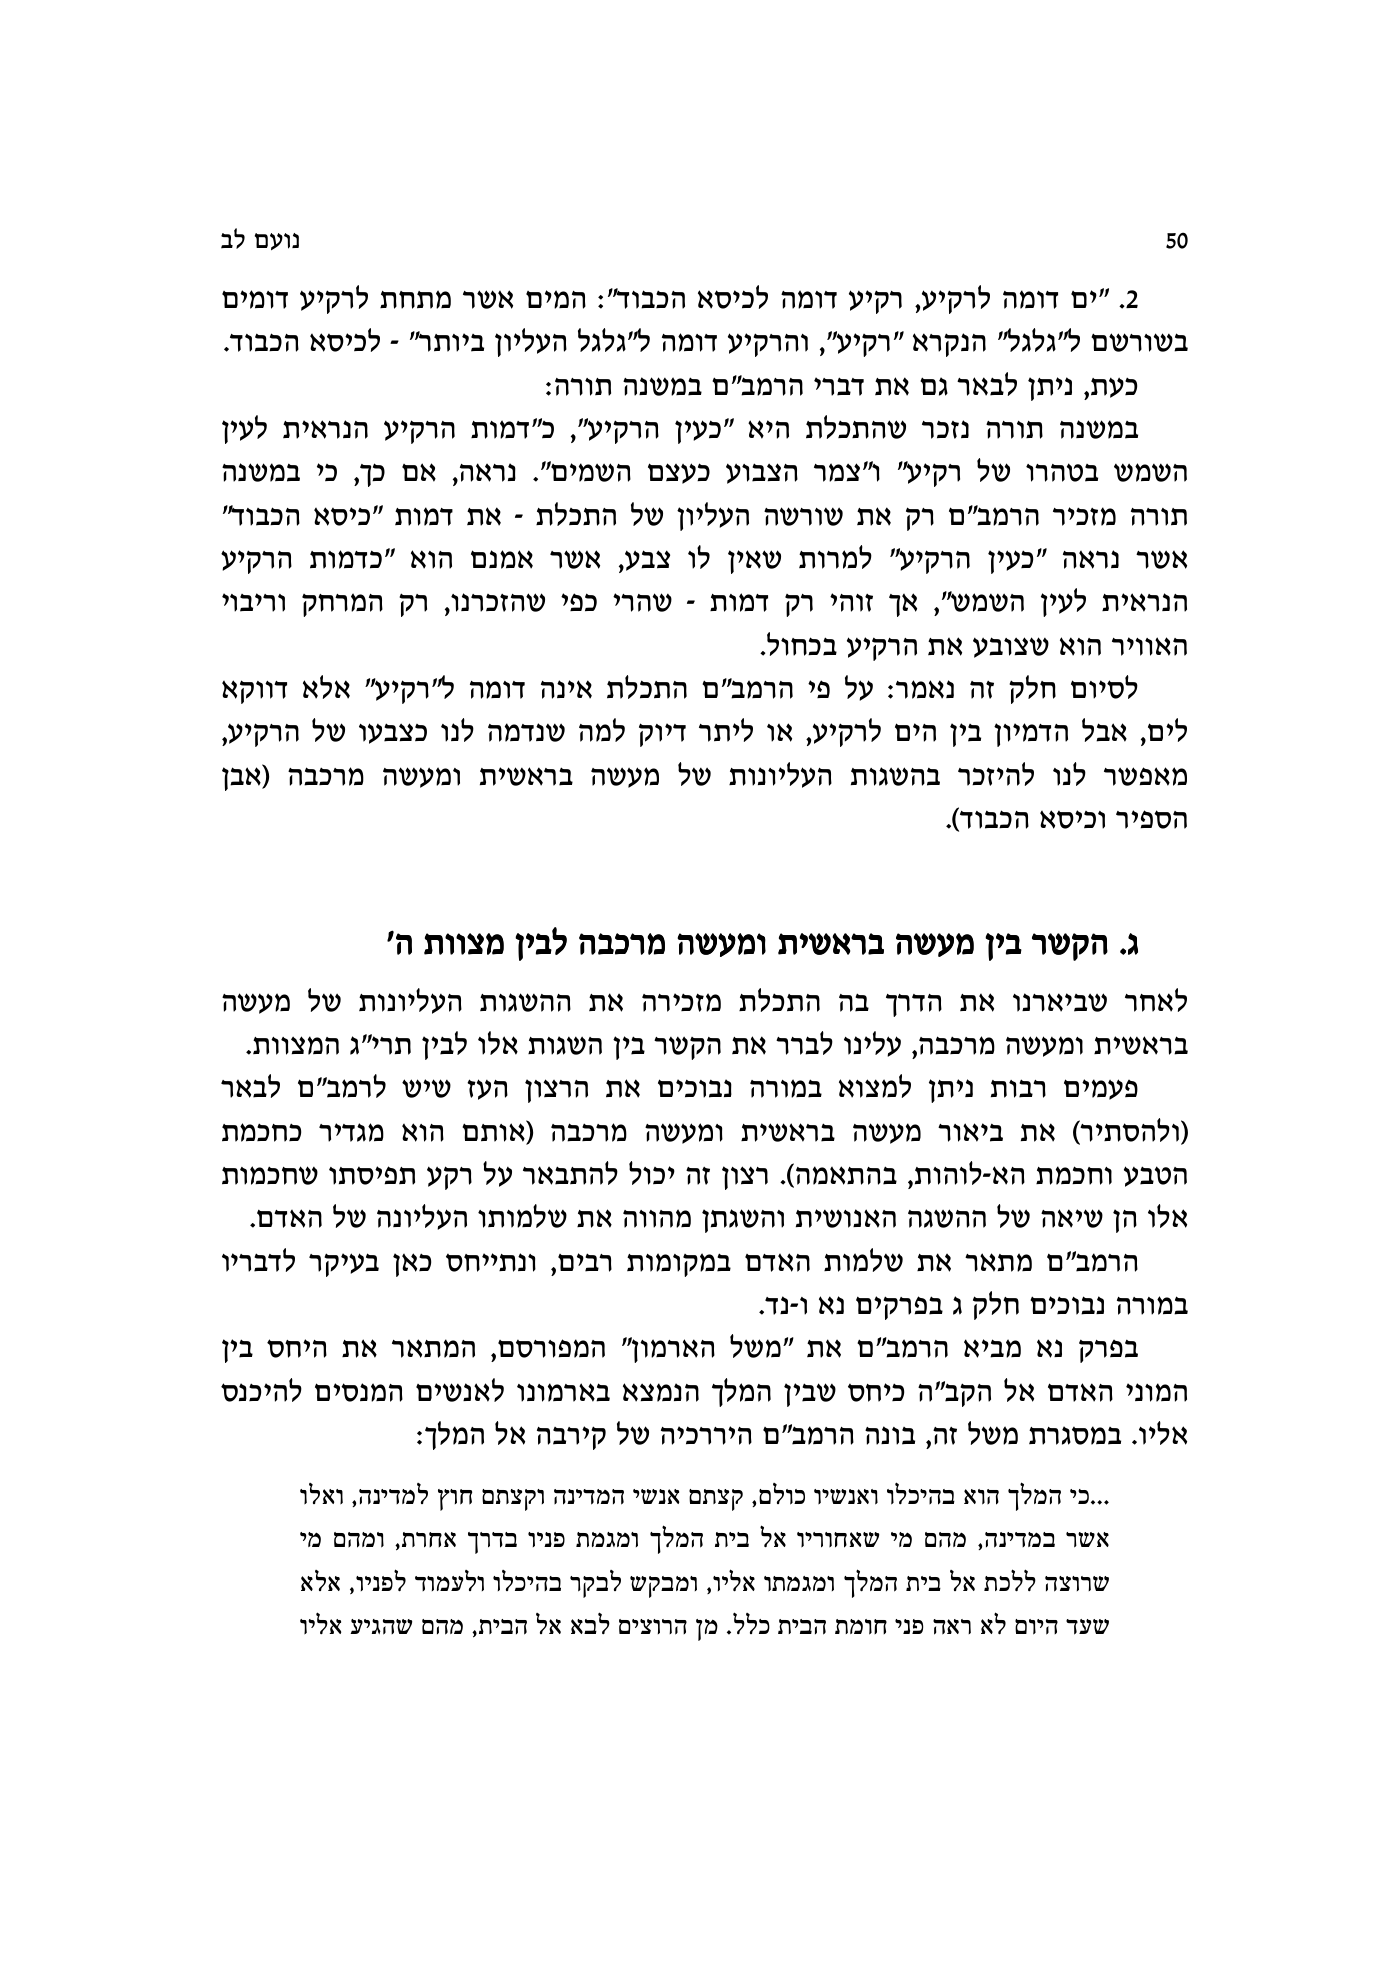 50 נועם לב
2. "ים דומה לרקיע, רקיע דומה לכיסא הכבוד": המים אשר מתחת לרקיע דומים
בשורשם ל"גלגל" הנקרא "רקיע", והרקיע דומה ל"גלגל העליון ביותר" - לכיסא הכבוד.
כעת, ניתן לבאר גם את דברי הרמב"ם במשנה תורה:
במשנה תורה נזכר שהתכלת היא "כעין הרקיע", כ"דמות הרקיע הנראית לעין
השמש בטהרו של רקיע" ו"צמר הצבוע כעצם השמים". נראה, אם כך, כי במשנה
תורה מזכיר הרמב"ם רק את שורשה העליון של התכלת - את דמות "כיסא הכבוד"
אשר נראה "כעין הרקיע" למרות שאין לו צבע, אשר אמנם הוא "כדמות הרקיע
הנראית לעין השמש", אך זוהי רק דמות - שהרי כפי שהזכרנו, רק המרחק וריבוי
האוויר הוא שצובע את הרקיע בכחול.
לסיום חלק זה נאמר: על פי הרמב"ם התכלת אינה דומה ל"רקיע" אלא דווקא
לים, אבל הדמיון בין הים לרקיע, או ליתר דיוק למה שנדמה לנו כצבעו של הרקיע,
מאפשר לנו להיזכר בהשגות העליונות של מעשה בראשית ומעשה מרכבה (אבן
הספיר וכיסא הכבוד).
ג. הקשר בין מעשה בראשית ומעשה מרכבה לבין מצוות ה'
לאחר שביארנו את הדרך בה התכלת מזכירה את ההשגות העליונות של מעשה
בראשית ומעשה מרכבה, עלינו לברר את הקשר בין השגות אלו לבין תרי"ג המצוות.
פעמים רבות ניתן למצוא במורה נבוכים את הרצון העז שיש לרמב"ם לבאר
(ולהסתיר) את ביאור מעשה בראשית ומעשה מרכבה (אותם הוא מגדיר כחכמת
הטבע וחכמת הא-לוהות, בהתאמה). רצון זה יכול להתבאר על רקע תפיסתו שחכמות
אלו הן שיאה של ההשגה האנושית והשגתן מהווה את שלמותו העליונה של האדם.
הרמב"ם מתאר את שלמות האדם במקומות רבים, ונתייחס כאן בעיקר לדבריו
במורה נבוכים חלק ג בפרקים נא ו-נד.
בפרק נא מביא הרמב"ם את "משל הארמון" המפורסם, המתאר את היחס בין
המוני האדם אל הקב"ה כיחס שבין המלך הנמצא בארמונו לאנשים המנסים להיכנס
אליו. במסגרת משל זה, בונה הרמב"ם היררכיה של קירבה אל המלך:
...כי המלך הוא בהיכלו ואנשיו כולם, קצתם אנשי המדינה וקצתם חוץ למדינה, ואלו
אשר במדינה, מהם מי שאחוריו אל בית המלך ומגמת פניו בדרך אחרת, ומהם מי
שרוצה ללכת אל בית המלך ומגמתו אליו, ומבקש לבקר בהיכלו ולעמוד לפניו, אלא
שעד היום לא ראה פני חומת הבית כלל. מן הרוצים לבא אל הבית, מהם שהגיע אליו